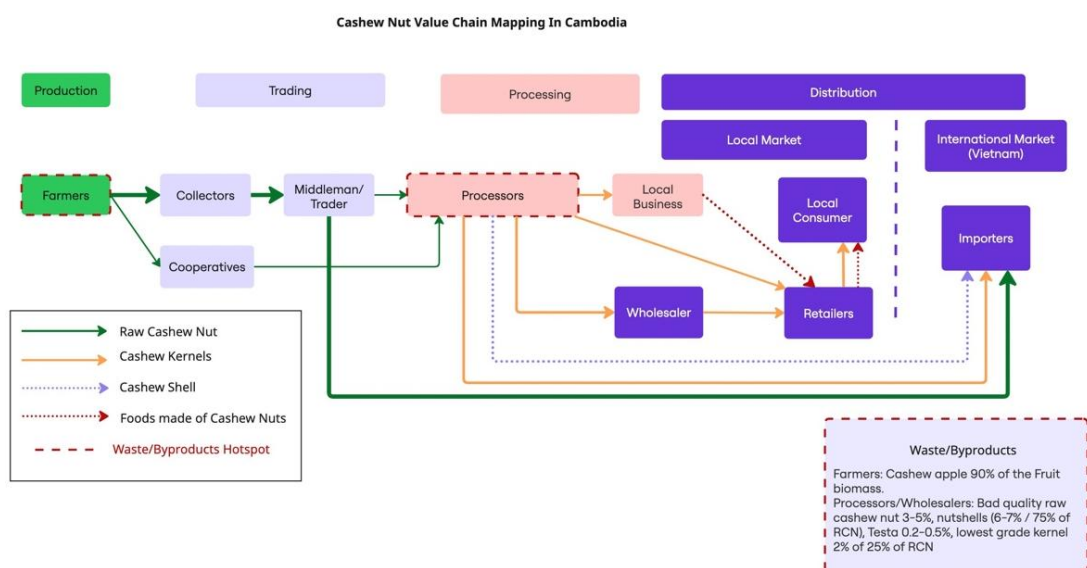 Cashew Nut Value Chain Mapping In Cambodia
Production
Trading
Processing
Distribution
Local Market
International Market
(Vietnam)
Farmers
Collectors
Middleman/
Trader
Processors
Local
Business
Local
Consumer
Importers
Cooperatives
Wholesaler
Retailers
Raw Cashew Nut
Cashew Kernels
Cashew Shell
Foods made of Cashew Nuts
Waste/Byproducts Hotspot
Waste/Byproducts
Farmers: Cashew apple 90% of the Fruit
biomass.
Processors/Wholesalers: Bad quality raw
cashew nut 3-5%, nutshells (6-7% / 75% of
RCN), Testa 0.2-0.5%, lowest grade kernel
2% of 25% of RCN